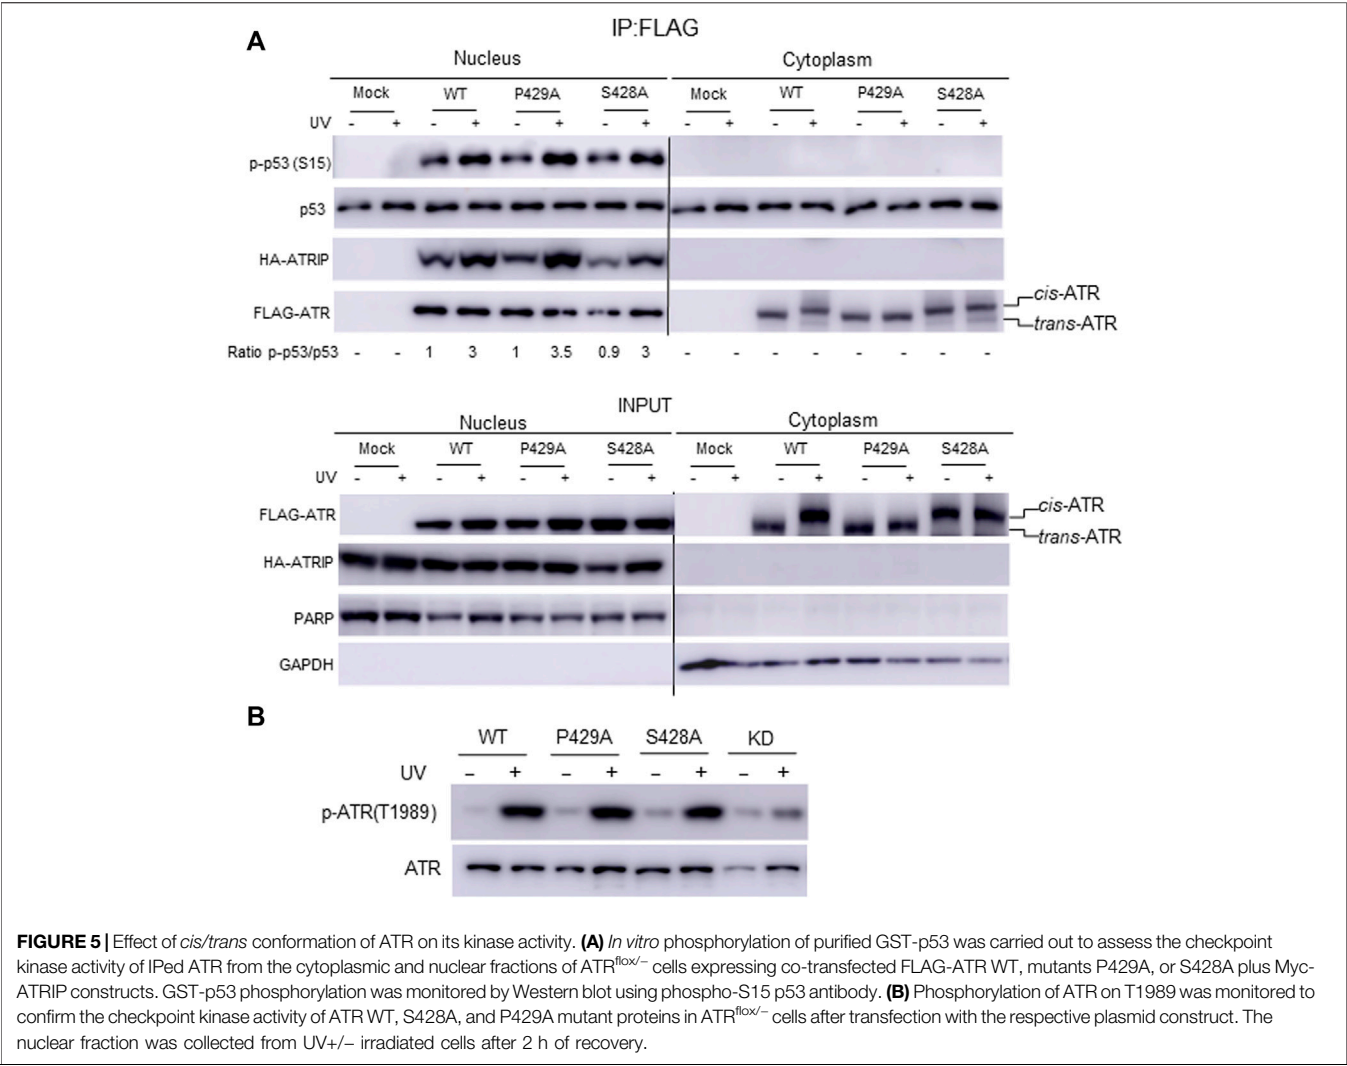 A
IP:FLAG
Nucleus Cytoplasm
Mock WT P429A S428A Mock WT P429A S428A
UV - + - + - + - + - + - + - + - +
p-p53 (S15)
p53
HA-ATRIP
FLAG-ATR
cis-ATR
trans-ATR
Ratio p-p53/p53 - - 1 3 1 3.5 0.9 3 - - - - - - - -
INPUT
Nucleus Cytoplasm
Mock WT P429A S428A Mock WT P429A S428A
UV - + - + - + - + - + - + - + - +
FLAG-ATR
cis-ATR
trans-ATR
HA-ATRIP
PARP
GAPDH
B
WT P429A S428A KD
UV – + – + – + – +
p-ATR(T1989)
ATR
FIGURE 5 | Effect of cis/trans conformation of ATR on its kinase activity. (A) In vitro phosphorylation of purified GST-p53 was carried out to assess the checkpoint
kinase activity of IPed ATR from the cytoplasmic and nuclear fractions of ATRflox/− cells expressing co-transfected FLAG-ATR WT, mutants P429A, or S428A plus Myc-
ATRIP constructs. GST-p53 phosphorylation was monitored by Western blot using phospho-S15 p53 antibody. (B) Phosphorylation of ATR on T1989 was monitored to
confirm the checkpoint kinase activity of ATR WT, S428A, and P429A mutant proteins in ATRflox/− cells after transfection with the respective plasmid construct. The
nuclear fraction was collected from UV+/− irradiated cells after 2 h of recovery.